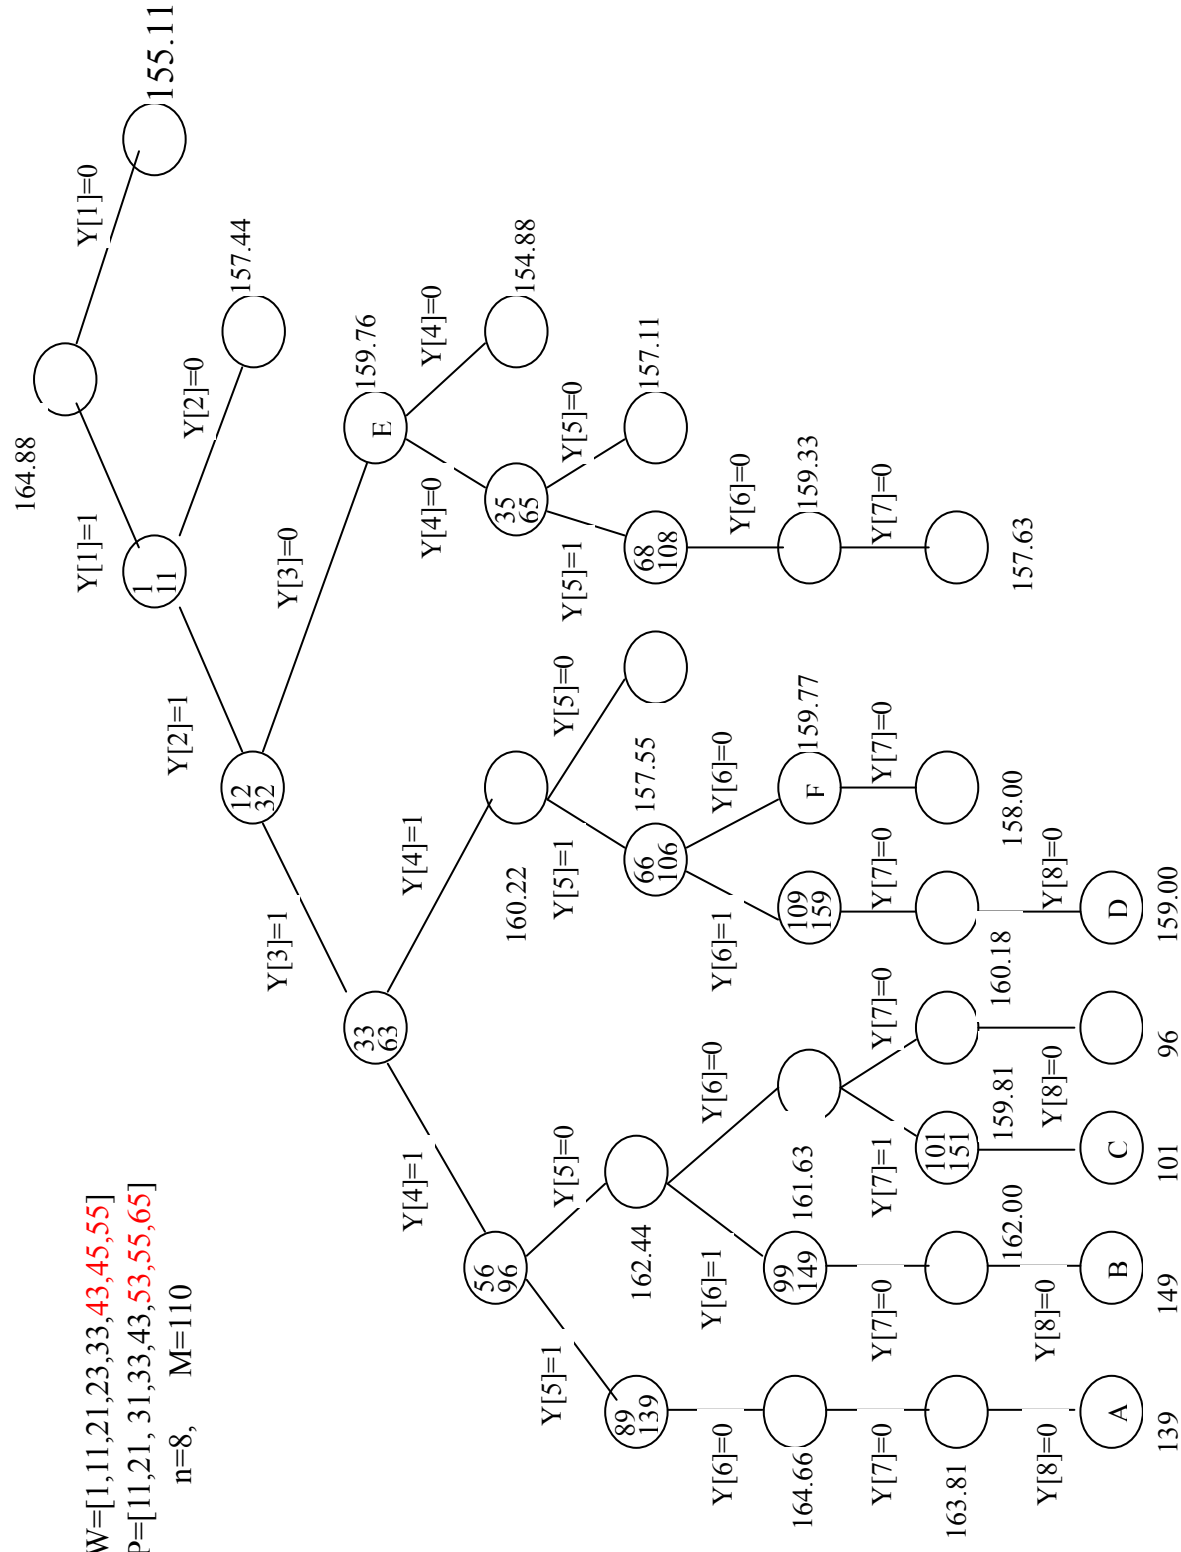 W=[1,11,21,23,33,43,45,55]
P=[11,21, 31,33,43,53,55,65]
n=8, M=110
164.88
Y[1]=1
Y[1]=0
1
11
155.11
Y[2]=1
Y[2]=0
12
32
157.44
Y[3]=1
Y[3]=0
33
63
E
159.76
Y[4]=1
Y[4]=1
Y[4]=0
Y[4]=0
56
96
160.22
35
65
154.88
Y[5]=1
Y[5]=0
Y[5]=1
Y[5]=0
Y[5]=1
Y[5]=0
89
139
162.44
66
106
157.55
68
108
157.11
Y[6]=0
Y[6]=1
Y[6]=0
Y[6]=1
Y[6]=0
Y[6]=0
164.66
99
149
161.63
109
159
F
159.77
159.33
Y[7]=0
Y[7]=0
Y[7]=1
Y[7]=0
Y[7]=0
Y[7]=0
Y[7]=0
163.81
162.00
101
151
159.81
160.18
158.00
157.63
Y[8]=0
Y[8]=0
Y[8]=0
Y[8]=0
A
B
C
D
139
149
101
96
159.00